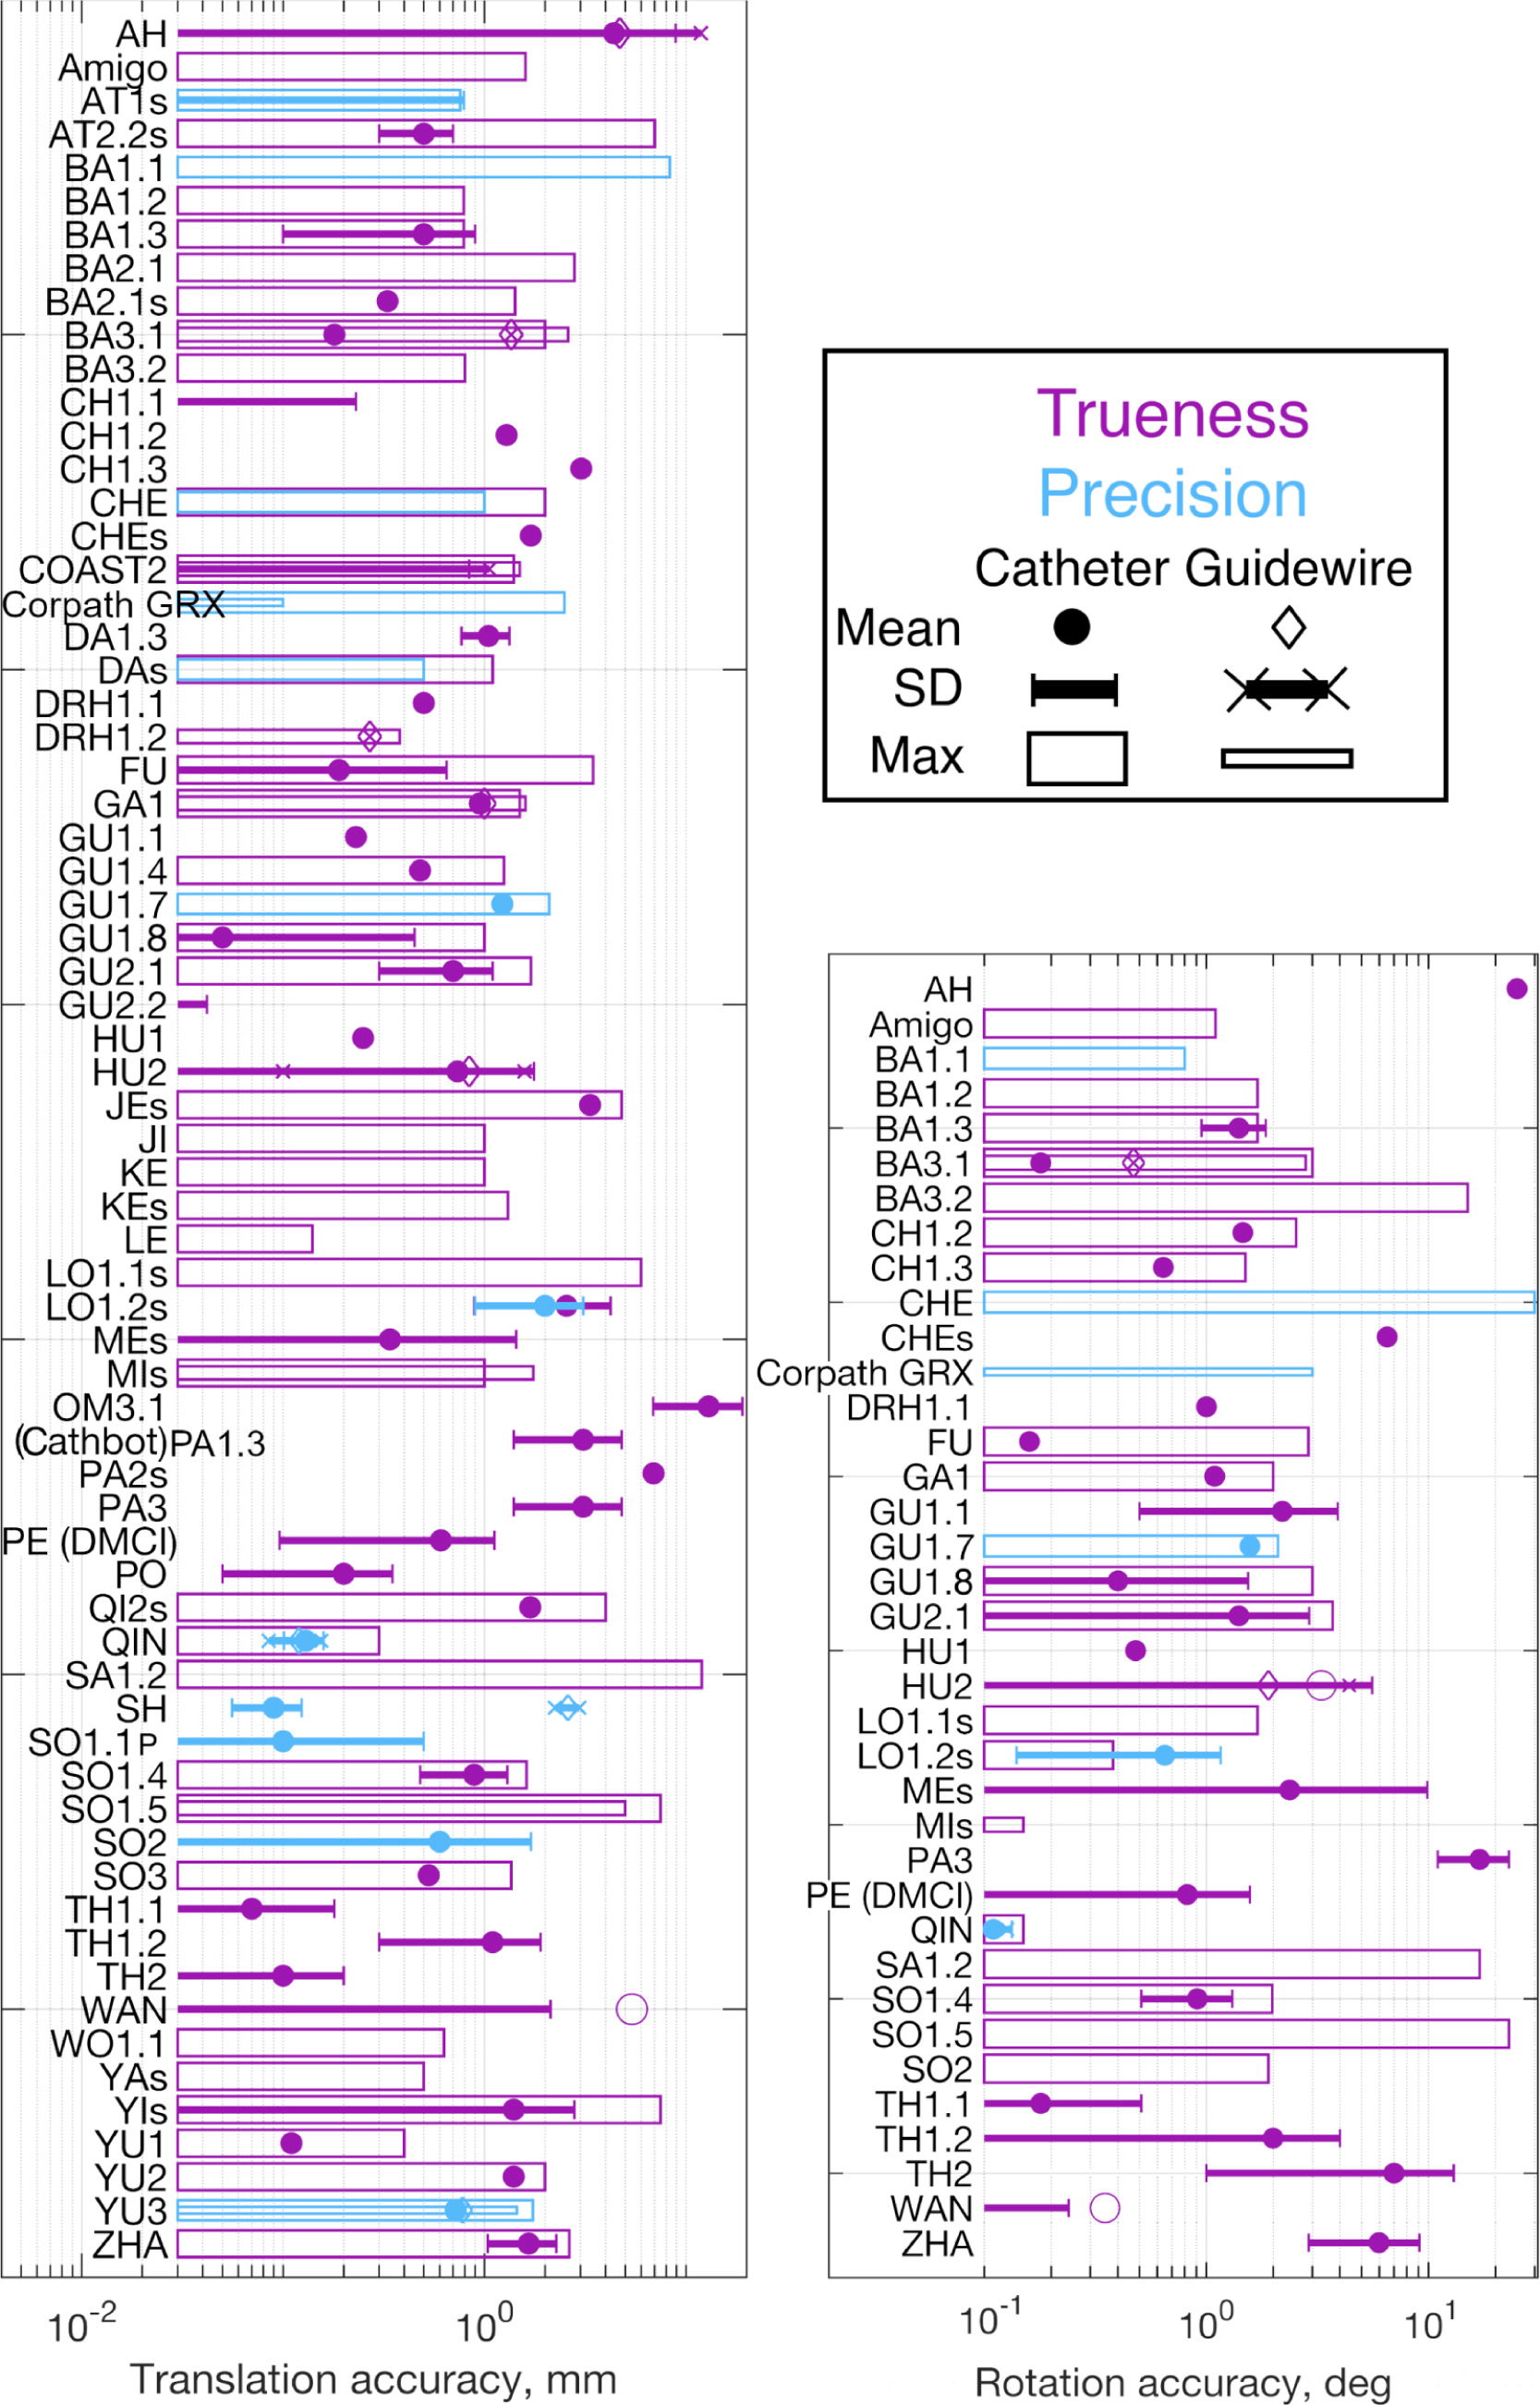 AH
Amigo
AT1s
AT2.2s
BA1.1
BA1.2
BA1.3
BA2.1
BA2.1s
BA3.1
BA3.2
CH1.1
CH1.2
CH1.3
CHE
CHEs
COAST2
Corpath GRX
DA1.3
DAs
DRH1.1
DRH1.2
FU
GA1
GU1.1
GU1.4
GU1.7
GU1.8
GU2.1
GU2.2
HU1
HU2
JEs
JI
KE
KEs
LE
LO1.1s
LO1.2s
MEs
MIs
OM3.1
(Cathbot)PA1.3
PA2s
PA3
PE (DMCI)
PO
QI2s
QIN
SA1.2
SH
SO1.1P
SO1.4
SO1.5
SO2
SO3
TH1.1
TH1.2
TH2
WAN
WO1.1
YAs
YIs
YU1
YU2
YU3
ZHA
10-2 100
Translation accuracy, mm
Trueness
Precision
Catheter Guidewire
Mean
SD
Max
AH
Amigo
BA1.1
BA1.2
BA1.3
BA3.1
BA3.2
CH1.2
CH1.3
CHE
CHEs
Corpath GRX
DRH1.1
FU
GA1
GU1.1
GU1.7
GU1.8
GU2.1
HU1
HU2
LO1.1s
LO1.2s
MEs
MIs
PA3
PE (DMCI)
QIN
SA1.2
SO1.4
SO1.5
SO2
TH1.1
TH1.2
TH2
WAN
ZHA
10-1 100 101
Rotation accuracy, deg